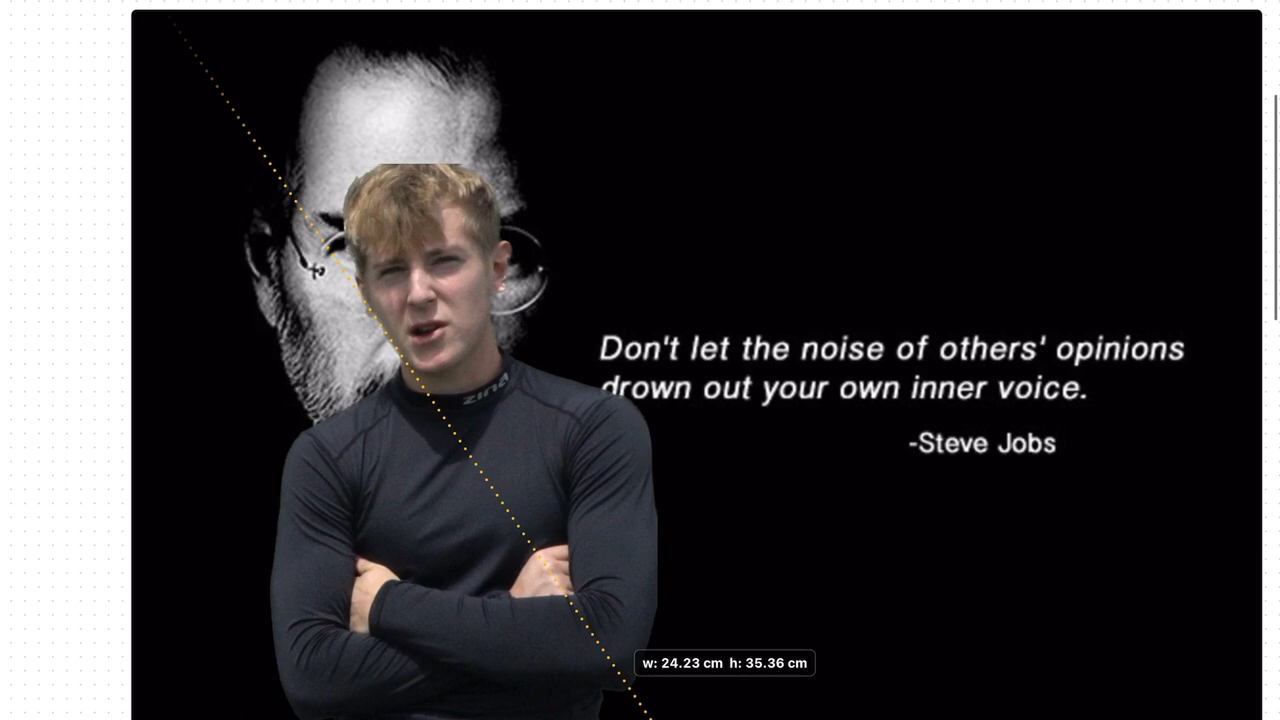 Don't let the noise of others' opinions
drown out your own inner voice.
-Steve Jobs
zina
w: 24.23 cm h: 35.36 cm